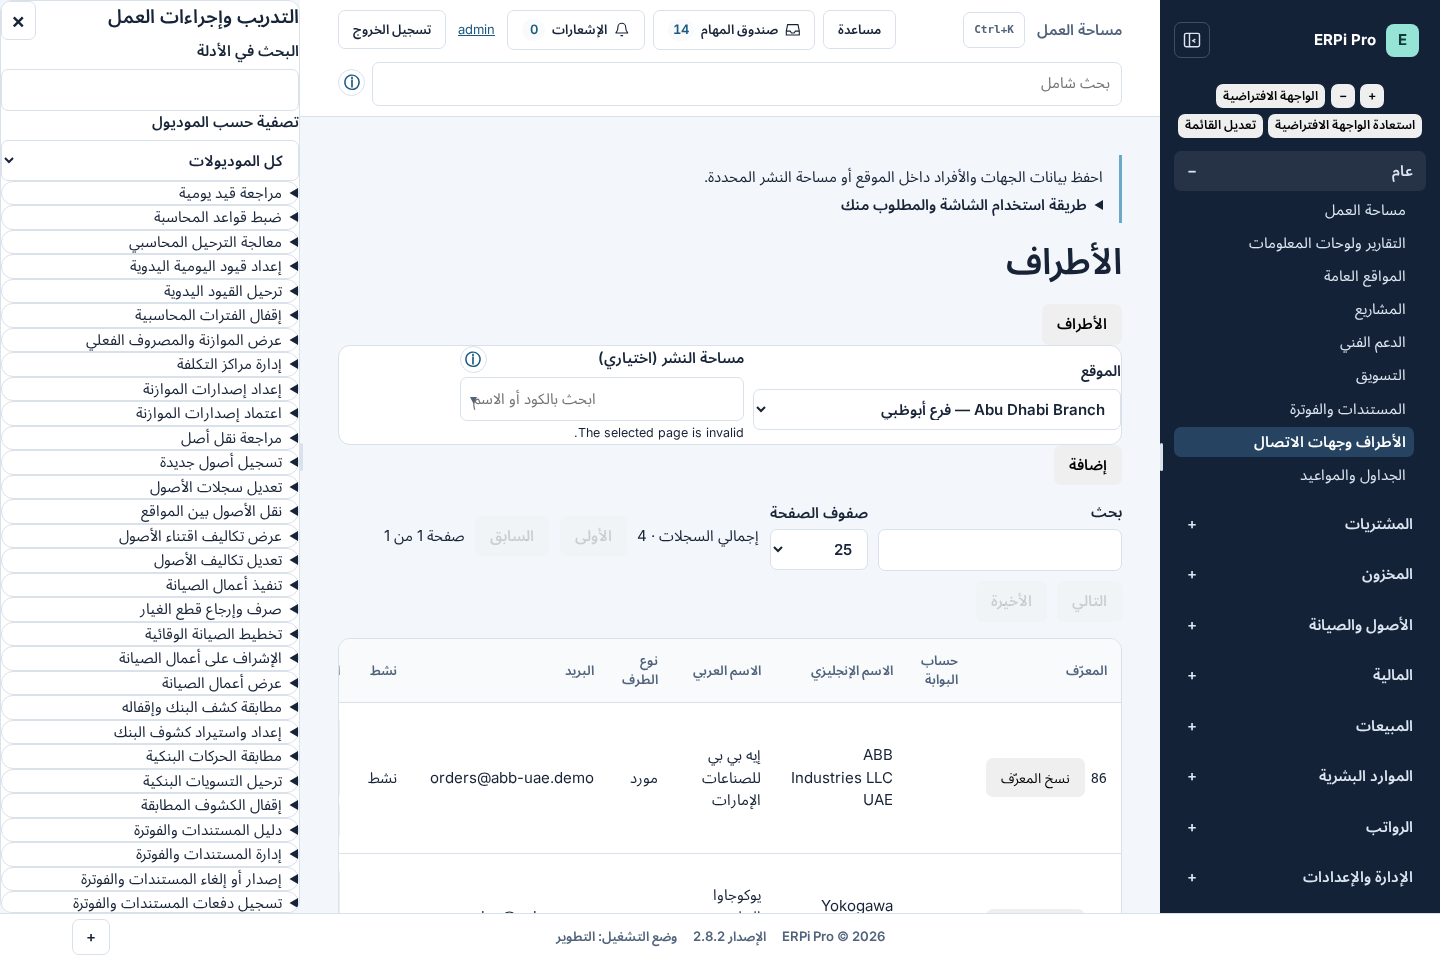 E ERPi Pro
+ − الواجهة الافتراضية
استعادة الواجهة الافتراضية تعديل القائمة
عام −
مساحة العمل
التقارير ولوحات المعلومات
المواقع العامة
المشاريع
الدعم الفني
التسويق
المستندات والفوترة
الأطراف وجهات الاتصال
الجداول والمواعيد
المشتريات +
المخزون +
الأصول والصيانة +
المالية +
المبيعات +
الموارد البشرية +
الرواتب +
الإدارة والإعدادات +
مساحة العمل Ctrl+K
مساعدة
صندوق المهام 14
الإشعارات 0
admin
تسجيل الخروج
بحث شامل
احفظ بيانات الجهات والأفراد داخل الموقع أو مساحة النشر المحددة.
طريقة استخدام الشاشة والمطلوب منك
الأطراف
الأطراف
الموقع
Abu Dhabi Branch — فرع أبوظبي
مساحة النشر (اختياري)
ابحث بالكود أو الاسم
The selected page is invalid.
إضافة
بحث
صفوف الصفحة
25
إجمالي السجلات · 4
الأولى
السابق
صفحة 1 من 1
التالي
الأخيرة
المعرّف حساب البوابة الاسم الإنجليزي الاسم العربي نوع الطرف البريد نشط
86 نسخ المعرّف
ABB
Industries LLC
UAE
إيه بي بي
للصناعات
الإمارات
مورد
orders@abb-uae.demo
نشط
Yokogawa
يوكوجاوا
التدريب وإجراءات العمل ×
البحث في الأدلة
تصفية حسب الموديول
كل الموديولات
مراجعة قيد يومية
ضبط قواعد المحاسبة
معالجة الترحيل المحاسبي
إعداد قيود اليومية اليدوية
ترحيل القيود اليدوية
إقفال الفترات المحاسبية
عرض الموازنة والمصروف الفعلي
إدارة مراكز التكلفة
إعداد إصدارات الموازنة
اعتماد إصدارات الموازنة
مراجعة نقل أصل
تسجيل أصول جديدة
تعديل سجلات الأصول
نقل الأصول بين المواقع
عرض تكاليف اقتناء الأصول
تعديل تكاليف الأصول
تنفيذ أعمال الصيانة
صرف وإرجاع قطع الغيار
تخطيط الصيانة الوقائية
الإشراف على أعمال الصيانة
عرض أعمال الصيانة
مطابقة كشف البنك وإقفاله
إعداد واستيراد كشوف البنك
مطابقة الحركات البنكية
ترحيل التسويات البنكية
إقفال الكشوف المطابقة
دليل المستندات والفوترة
إدارة المستندات والفوترة
إصدار أو إلغاء المستندات والفوترة
تسجيل دفعات المستندات والفوترة
ERPi Pro © 2026 الإصدار 2.8.2 وضع التشغيل: التطوير
+